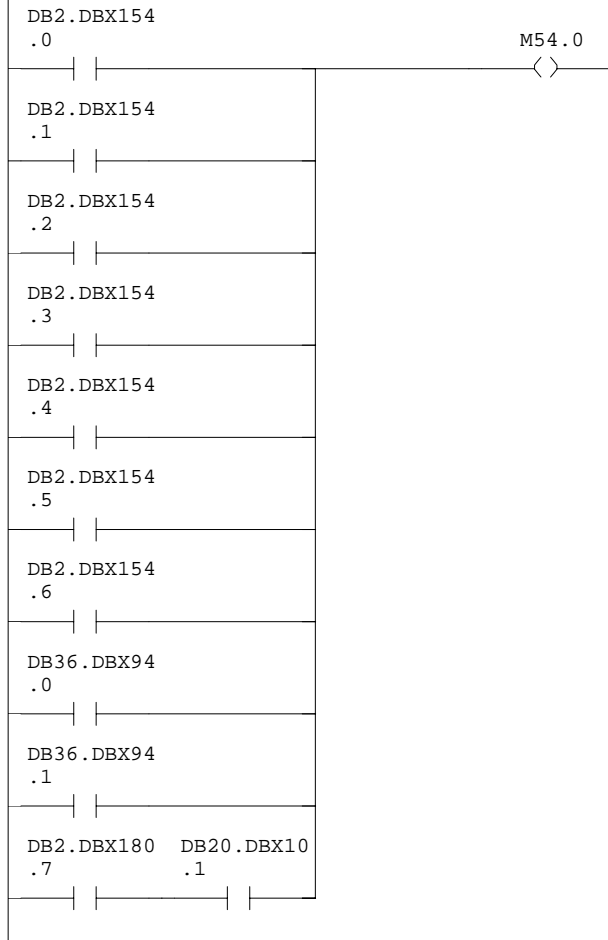 DB2.DBX154
.0
M54.0
DB2.DBX154
.1
DB2.DBX154
.2
DB2.DBX154
.3
DB2.DBX154
.4
DB2.DBX154
.5
DB2.DBX154
.6
DB36.DBX94
.0
DB36.DBX94
.1
DB2.DBX180 DB20.DBX10
.7 .1